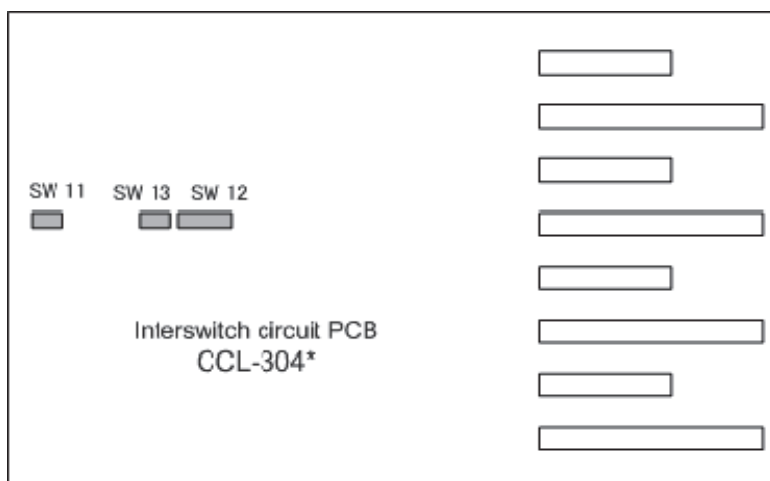 SW 11
SW 13
SW 12
Interswitch circuit PCB
CCL-304*